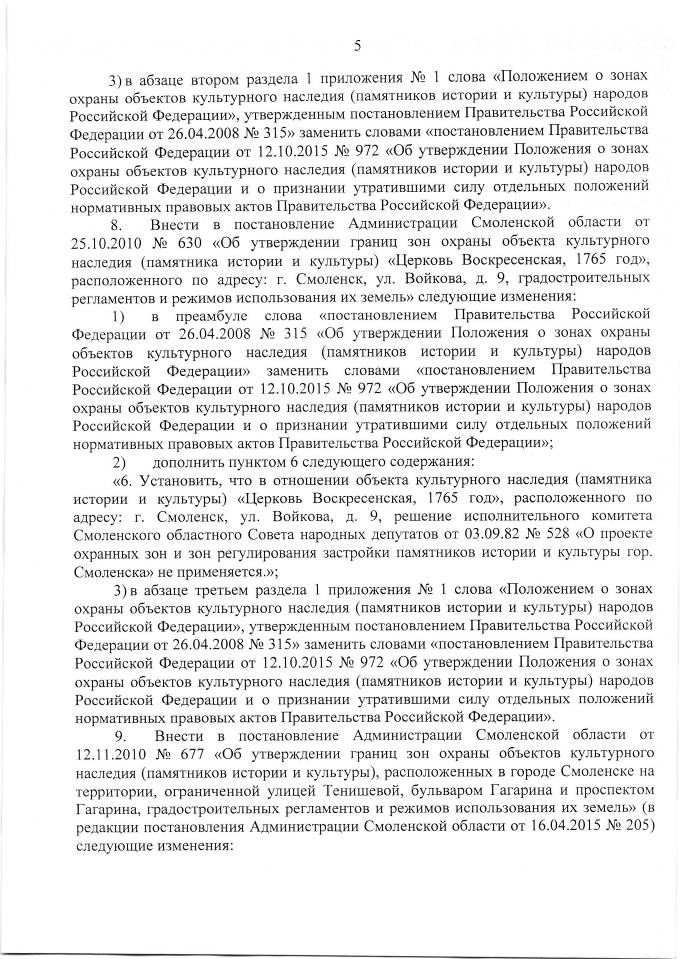 5
3) в абзаце втором раздела 1 приложения № 1 слова «Положением о зонах
охраны объектов культурного наследия (памятников истории и культуры) народов
Российской Федерации», утвержденным постановлением Правительства Российской
Федерации от 26.04.2008 № 315» заменить словами «постановлением Правительства
Российской Федерации от 12.10.2015 № 972 «Об утверждении Положения о зонах
охраны объектов культурного наследия (памятников истории и культуры) народов
Российской Федерации и о признании утратившими силу отдельных положений
нормативных правовых актов Правительства Российской Федерации».
8. Внести в постановление Администрации Смоленской области от
25.10.2010 № 630 «Об утверждении границ зон охраны объекта культурного
наследия (памятника истории и культуры) «Церковь Воскресенская, 1765 год»,
расположенного по адресу: г. Смоленск, ул. Войкова, д. 9, градостроительных
регламентов и режимов использования их земель» следующие изменения:
1) в преамбуле слова «постановлением Правительства Российской
Федерации от 26.04.2008 № 315 «Об утверждении Положения о зонах охраны
объектов культурного наследия (памятников истории и культуры) народов
Российской Федерации» заменить словами «постановлением Правительства
Российской Федерации от 12.10.2015 № 972 «Об утверждении Положения о зонах
охраны объектов культурного наследия (памятников истории и культуры) народов
Российской Федерации и о признании утратившими силу отдельных положений
нормативных правовых актов Правительства Российской Федерации»;
2) дополнить пунктом 6 следующего содержания:
«6. Установить, что в отношении объекта культурного наследия (памятника
истории и культуры) «Церковь Воскресенская, 1765 год», расположенного по
адресу: г. Смоленск, ул. Войкова, д. 9, решение исполнительного комитета
Смоленского областного Совета народных депутатов от 03.09.82 № 528 «О проекте
охранных зон и зон регулирования застройки памятников истории и культуры гор.
Смоленска» не применяется.»;
3) в абзаце третьем раздела 1 приложения № 1 слова «Положением о зонах
охраны объектов культурного наследия (памятников истории и культуры) народов
Российской Федерации», утвержденным постановлением Правительства Российской
Федерации от 26.04.2008 № 315» заменить словами «постановлением Правительства
Российской Федерации от 12.10.2015 № 972 «Об утверждении Положения о зонах
охраны объектов культурного наследия (памятников истории и культуры) народов
Российской Федерации и о признании утратившими силу отдельных положений
нормативных правовых актов Правительства Российской Федерации».
9. Внести в постановление Администрации Смоленской области от
12.11.2010 № 677 «Об утверждении границ зон охраны объектов культурного
наследия (памятников истории и культуры), расположенных в городе Смоленске на
территории, ограниченной улицей Тенишевой, бульваром Гагарина и проспектом
Гагарина, градостроительных регламентов и режимов использования их земель» (в
редакции постановления Администрации Смоленской области от 16.04.2015 № 205)
следующие изменения: